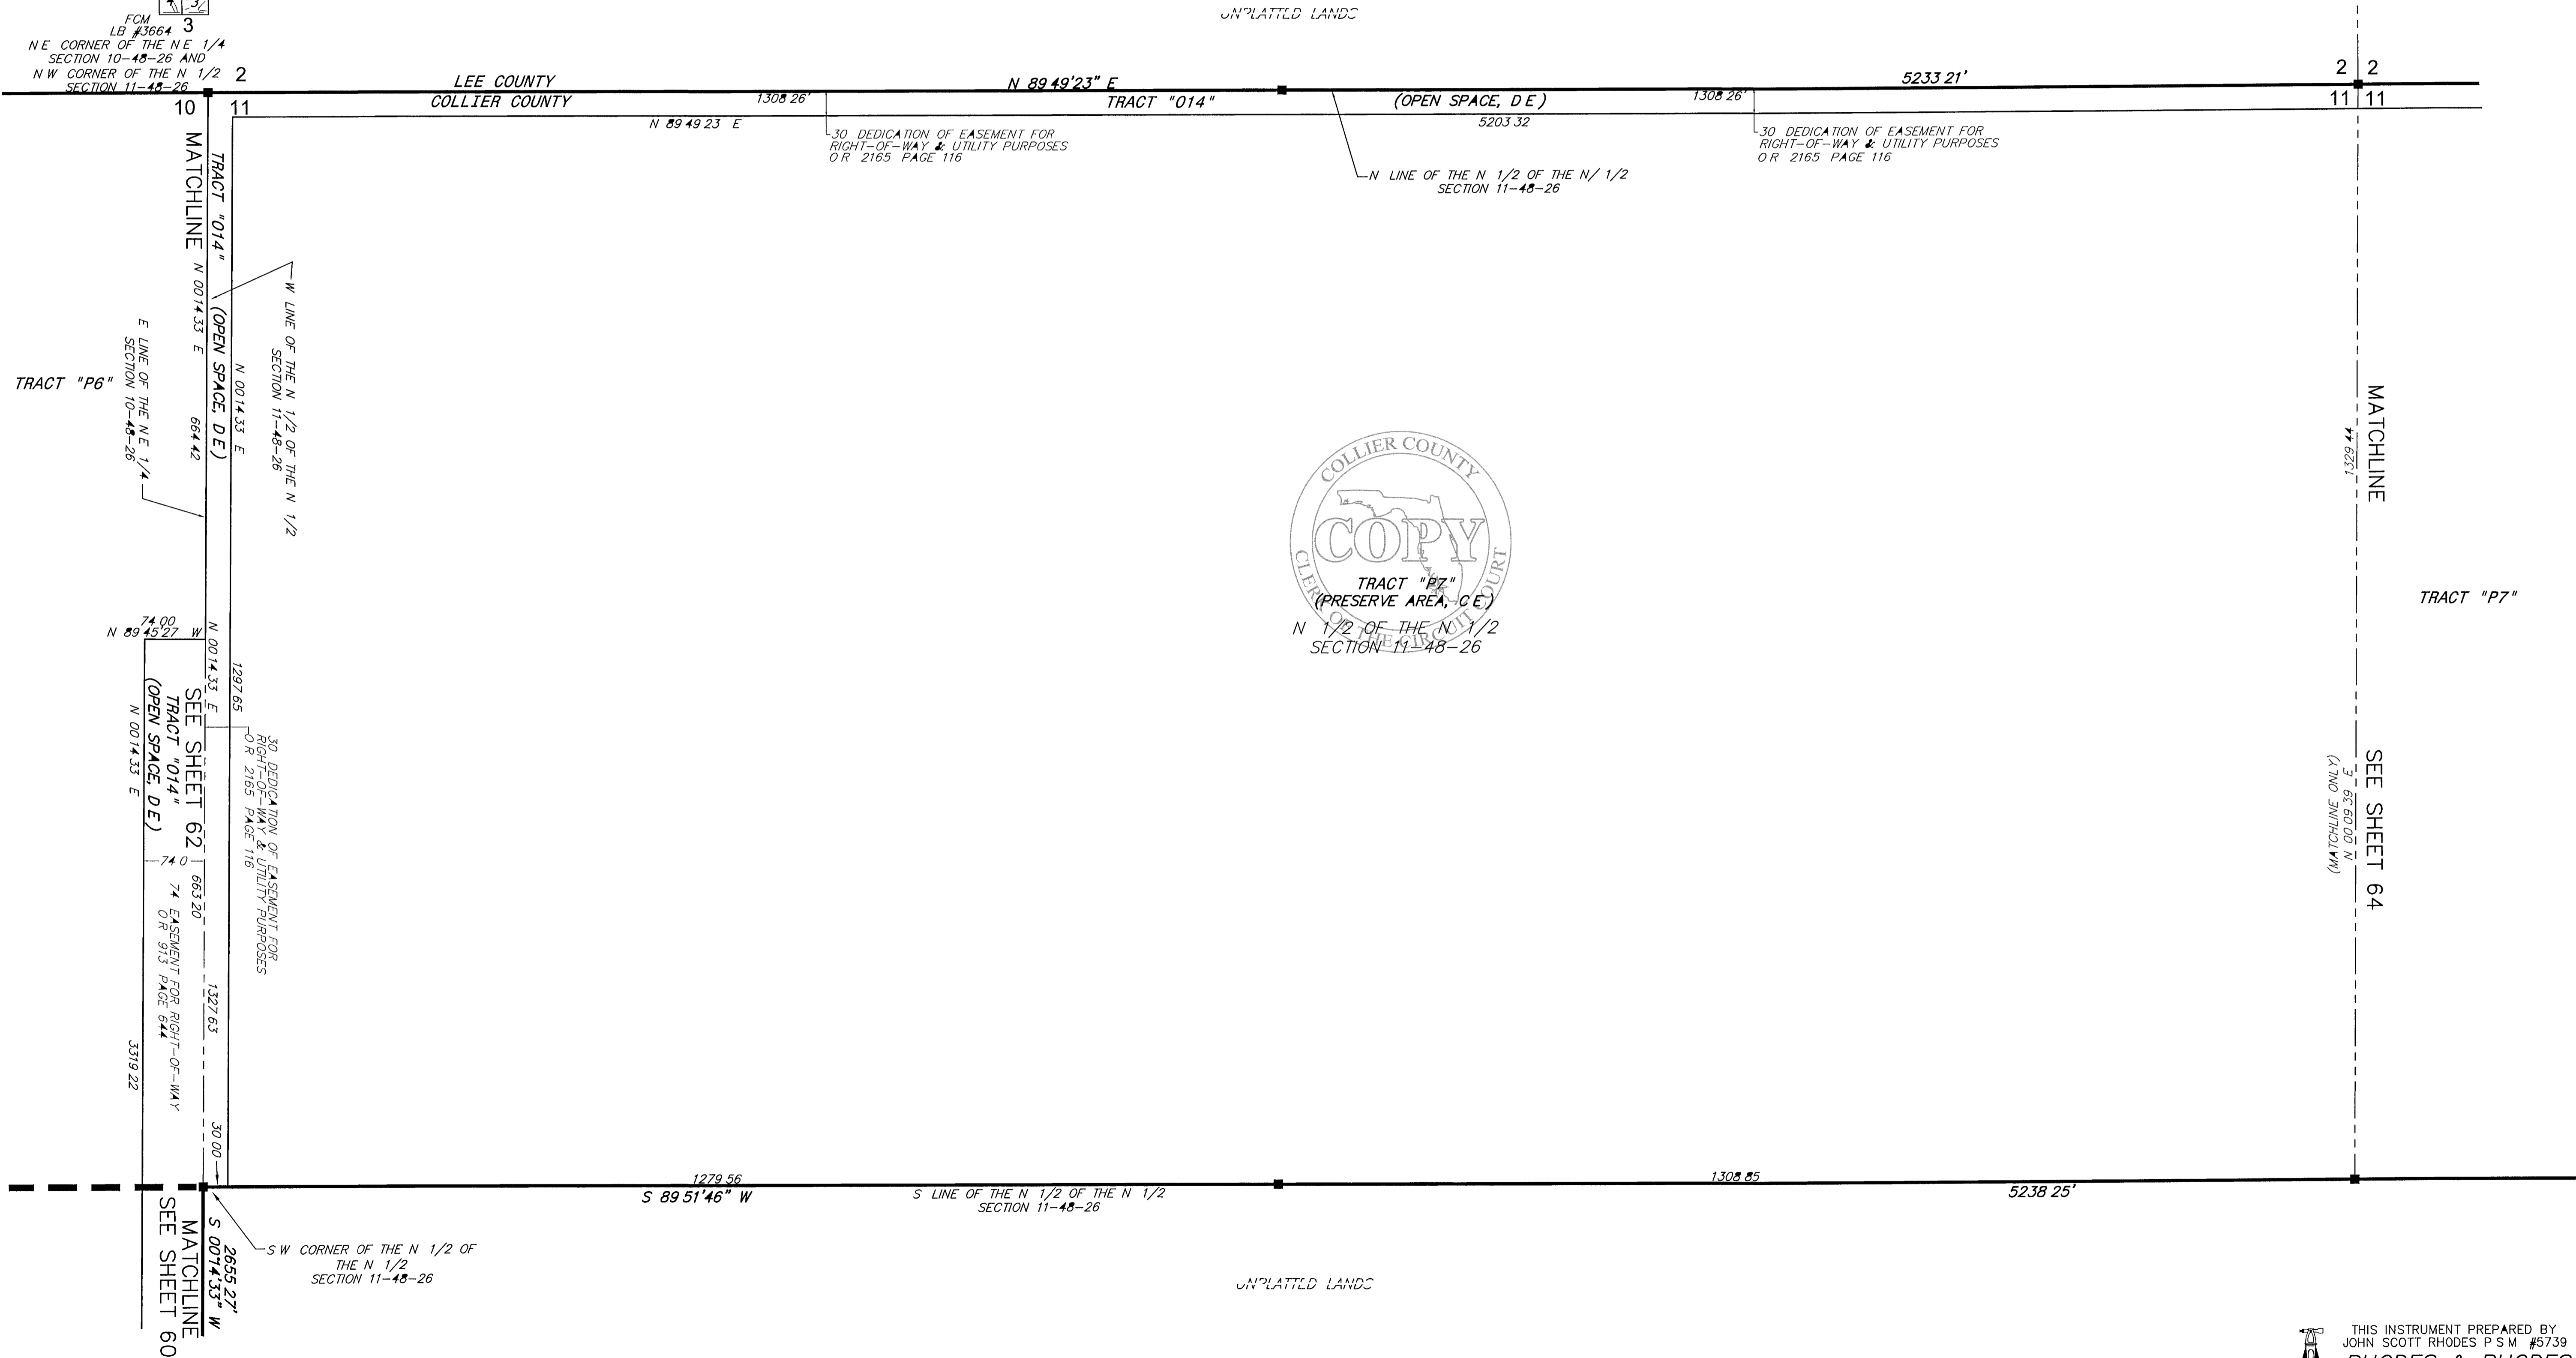 UNPLATTED LANDS
4 3
FCM
LB #3664
3
N E CORNER OF THE N E 1/4
SECTION 10-48-26 AND
N W CORNER OF THE N 1/2
SECTION 11-48-26
2
10
11
LEE COUNTY
COLLIER COUNTY
N 89 49'23" E
5233 21'
2 2
11 11
1308 26'
TRACT "014"
(OPEN SPACE, D E)
1308 26'
N 89 49 23 E
5203 32
30 DEDICATION OF EASEMENT FOR
RIGHT-OF-WAY & UTILITY PURPOSES
O R 2165 PAGE 116
30 DEDICATION OF EASEMENT FOR
RIGHT-OF-WAY & UTILITY PURPOSES
O R 2165 PAGE 116
N LINE OF THE N 1/2 OF THE N/ 1/2
SECTION 11-48-26
MATCHLINE
TRACT "014"
(OPEN SPACE, D E)
N 00 14 33 E
W LINE OF THE N 1/2 OF THE N 1/2
SECTION 11-48-26
N 00 14 33 E
E LINE OF THE N E 1/4
SECTION 10-48-26
664 42
TRACT "P6"
74 00
N 89 45'27 W
N 00 14 33 E
1297 65
SEE SHEET 62
TRACT "014"
(OPEN SPACE, D E)
N 00 14 33 E
30 DEDICATION OF EASEMENT FOR
RIGHT-OF-WAY & UTILITY PURPOSES
O R 2165 PAGE 116
74 0
663 20
74 EASEMENT FOR RIGHT-OF-WAY
O R 913 PAGE 644
1327 63
3319 22
30 00
COLLIER COUNTY
COPY
CLERK OF THE CIRCUIT COURT
TRACT "P7"
(PRESERVE AREA, C E)
N 1/2 OF THE N 1/2
SECTION 11-48-26
MATCHLINE
1329 44
TRACT "P7"
SEE SHEET 64
N 00 09 39 E
(MATCHLINE ONLY)
1279 56
S 89 51'46" W
S LINE OF THE N 1/2 OF THE N 1/2
SECTION 11-48-26
1308 85
5238 25'
MATCHLINE
SEE SHEET 60
2655 27'
S 00°14'33" W
S W CORNER OF THE N 1/2 OF
THE N 1/2
SECTION 11-48-26
UNPLATTED LANDS
THIS INSTRUMENT PREPARED BY
JOHN SCOTT RHODES P S M #5739
RHODES & RHODES